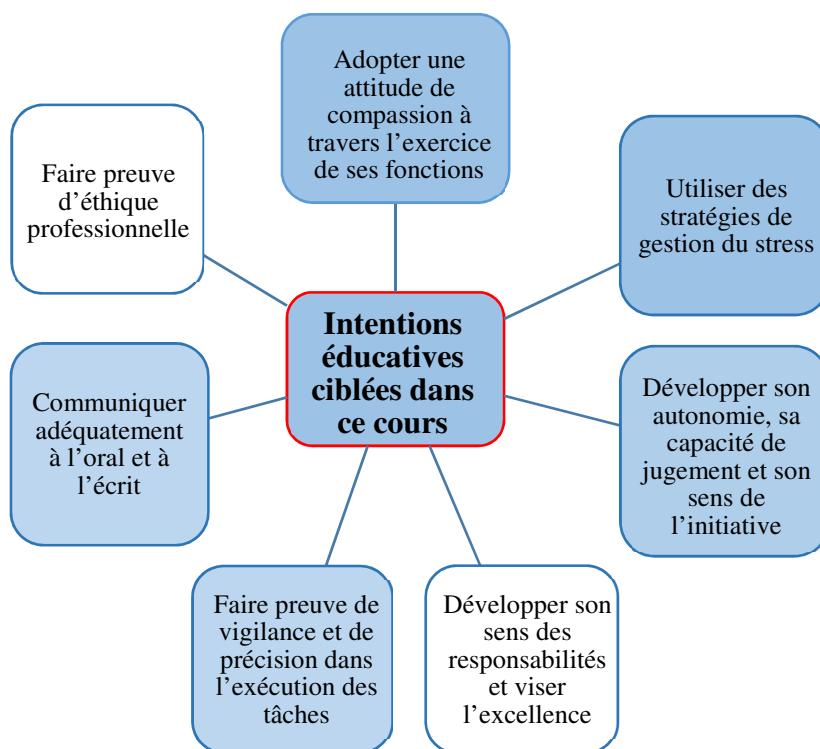 Adopter une
attitude de
compassion à
travers l’exercice
de ses fonctions
Faire preuve
d’éthique
professionnelle
Utiliser des
stratégies de
gestion du stress
Intentions
éducatives
ciblées dans
ce cours
Communiquer
adéquatement
à l’oral et à
l’écrit
Développer son
autonomie, sa
capacité de
jugement et son
sens de
l’initiative
Faire preuve de
vigilance et de
précision dans
l’exécution des
tâches
Développer son
sens des
responsabilités
et viser
l’excellence